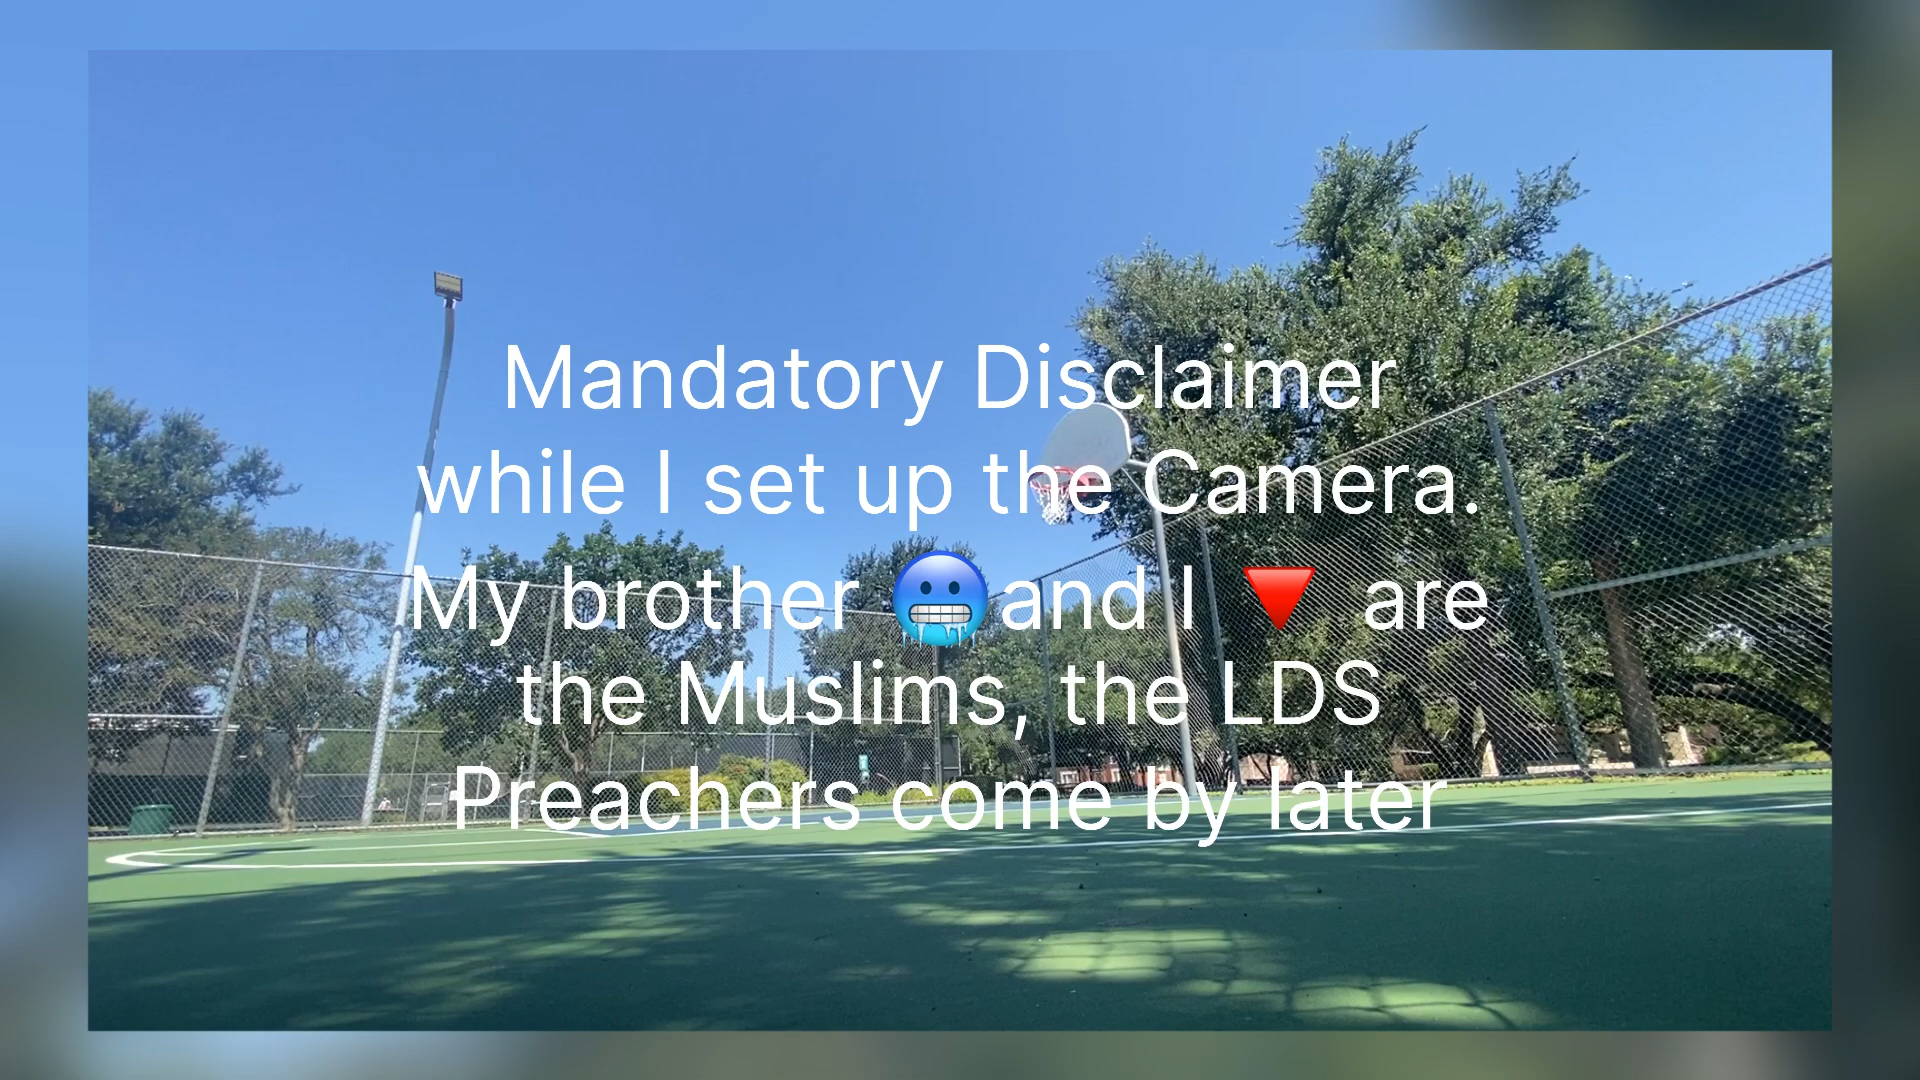 Mandatory Disclaimer
while I set up the Camera.
My brother 🥶and I 🔻 are
the Muslims, the LDS
Preachers come by later